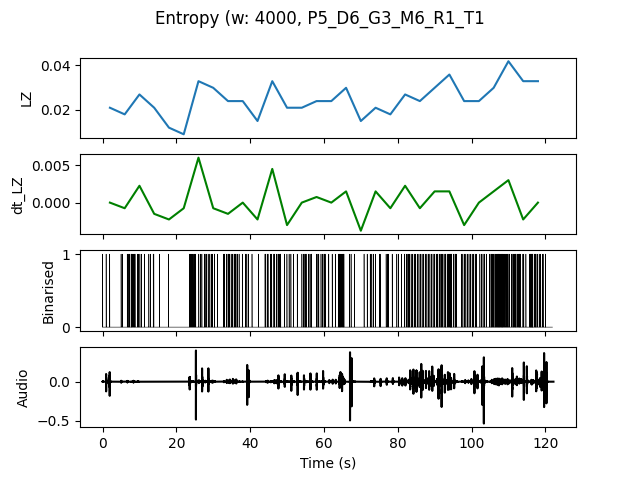 Entropy (w: 4000, P5_D6_G3_M6_R1_T1
0.04
0.02
LZ
0.005
0.000
dt_LZ
1
0
Binarised
0.0
−0.5
Audio
0 20 40 60 80 100 120
Time (s)